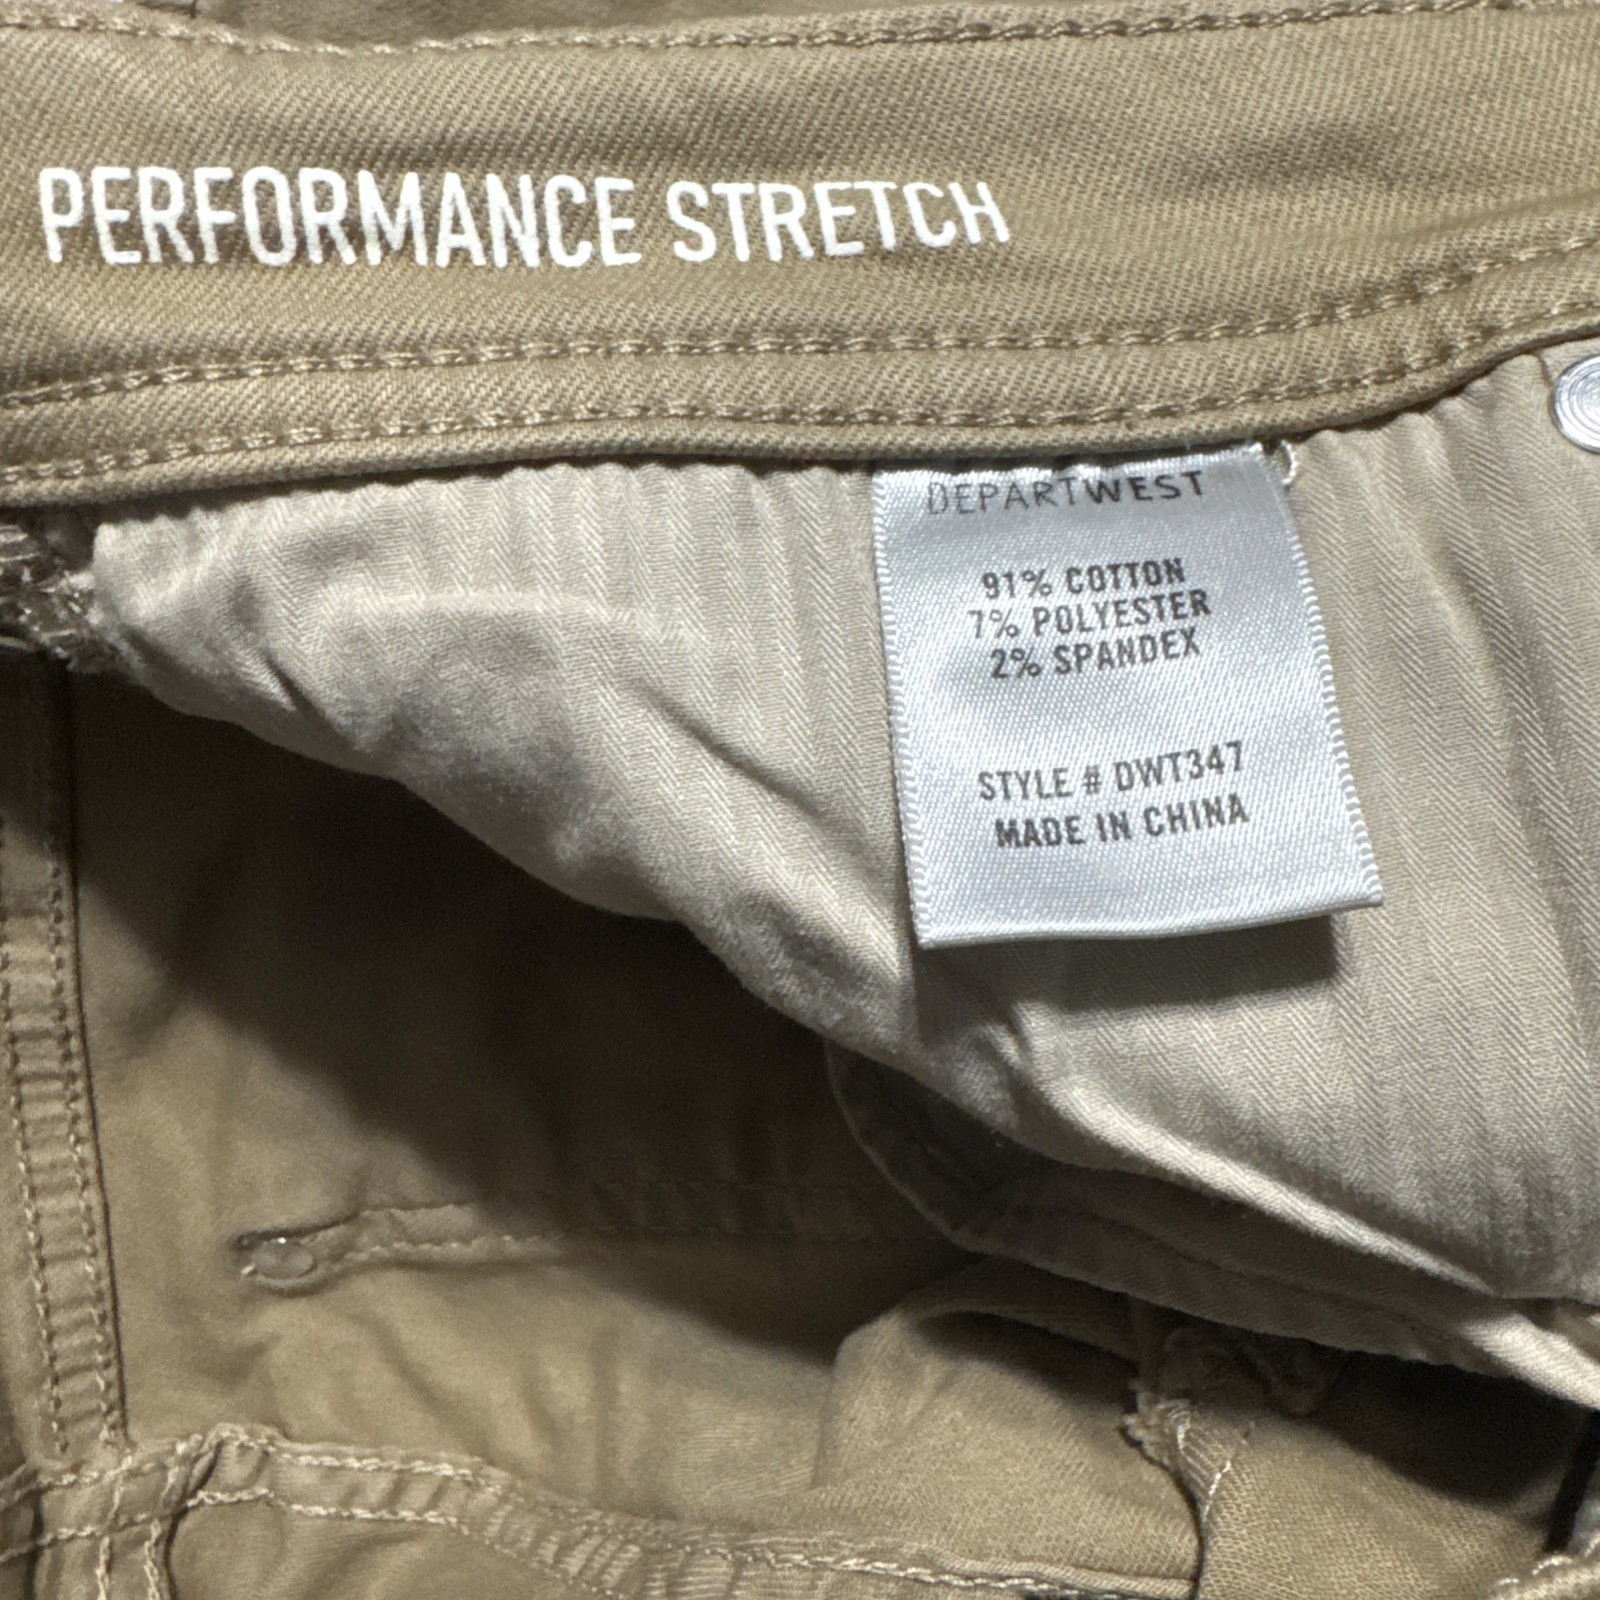 PERFORMANCE STRETCH
DEPARTWEST
91% COTTON
7% POLYESTER
2% SPANDEX
STYLE # DWT347
MADE IN CHINA